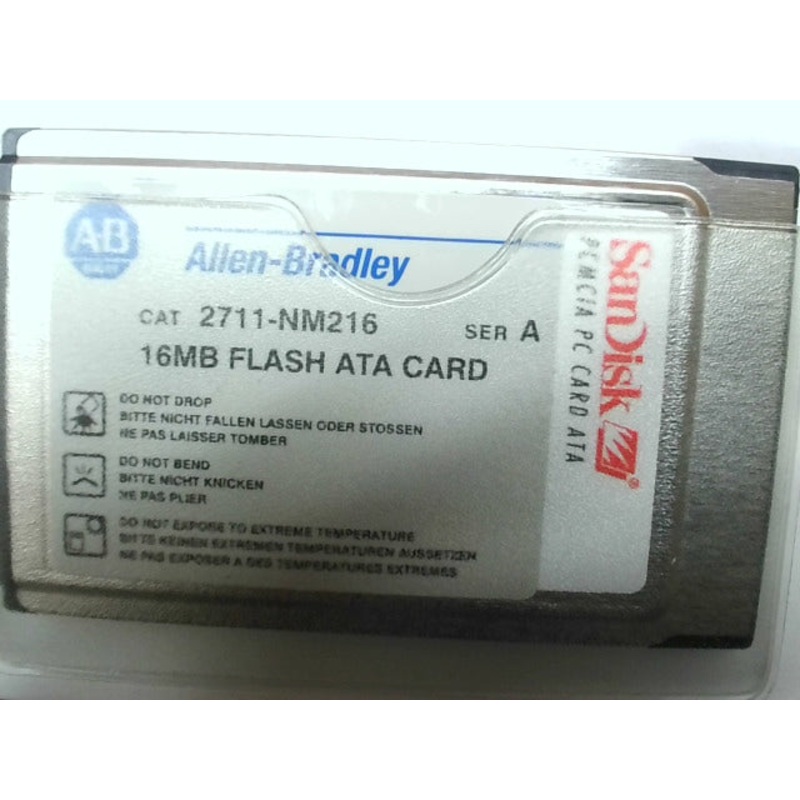 AB
Allen-Bradley
CAT 2711-NM216 SER A
16MB FLASH ATA CARD
DO NOT DROP
BITTE NICHT FALLEN LASSEN ODER STOSSEN
NE PAS LAISSER TOMBER
DO NOT BEND
BITTE NICHT KNICKEN
NE PAS PLIER
DO NOT EXPOSE TO EXTREME TEMPERATURE
BITTE KEINEN EXTREMEN TEMPERATUREN AUSSETZEN
NE PAS EXPOSER A DES TEMPERATURES EXTREMES
SanDisk®
PCMCIA PC CARD ATA